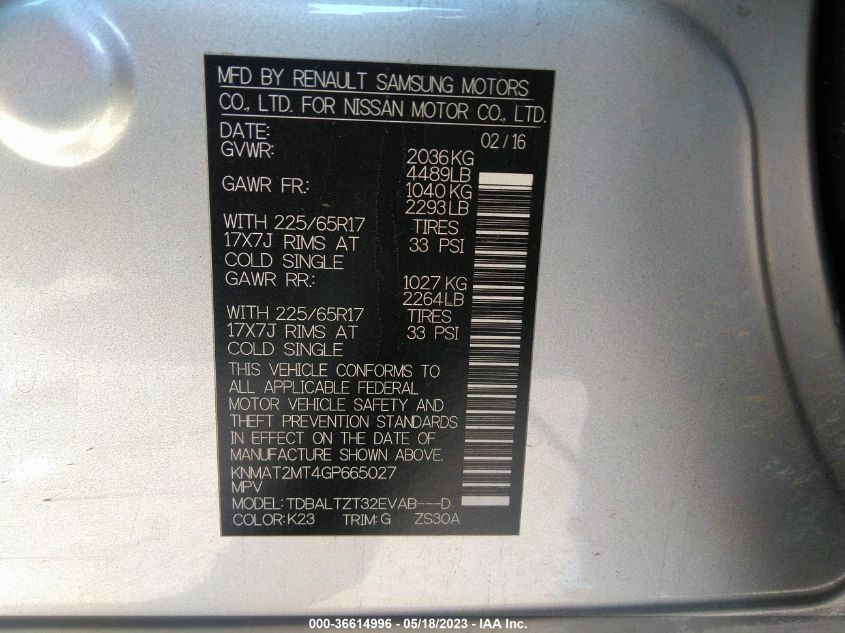 MFD BY RENAULT SAMSUNG MOTORS
CO., LTD. FOR NISSAN MOTOR CO., LTD.
DATE: 02/16
GVWR: 2036KG
4489LB
GAWR FR.: 1040KG
2293LB
WITH 225/65R17 TIRES
17X7J RIMS AT 33 PSI
COLD SINGLE
GAWR RR.: 1027 KG
2264LB
WITH 225/65R17 TIRES
17X7J RIMS AT 33 PSI
COLD SINGLE
THIS VEHICLE CONFORMS TO
ALL APPLICABLE FEDERAL
MOTOR VEHICLE SAFETY AND
THEFT PREVENTION STANDARDS
IN EFFECT ON THE DATE OF
MANUFACTURE SHOWN ABOVE.
KNMAT2MT4GP665027
MPV
MODEL: TDBALTZT32EVAB---D
COLOR:K23 TRIM:G ZS30A
000-36614996 - 05/18/2023 - IAA Inc.